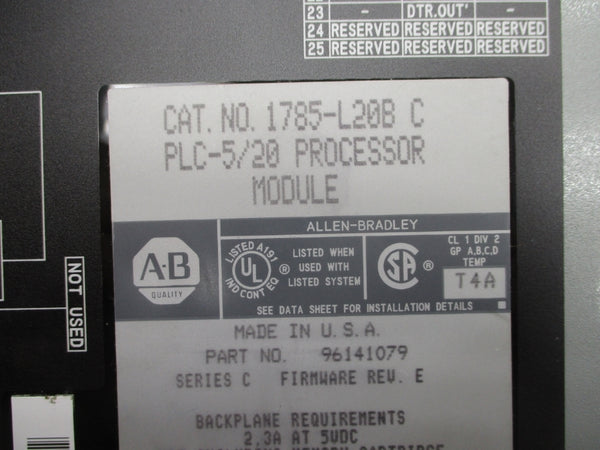 23 - DTR.OUT' -
24 RESERVED RESERVED RESERVED
25 RESERVED RESERVED RESERVED
CAT. NO. 1785-L20B C
PLC-5/20 PROCESSOR
MODULE
ALLEN-BRADLEY
A-B
QUALITY
LISTED A191
UL ®
IND CONT EQ
LISTED WHEN
USED WITH
LISTED SYSTEM
SA ®
CL 1 DIV 2
GP A,B,C,D
TEMP
T4A
SEE DATA SHEET FOR INSTALLATION DETAILS
NOT USED
MADE IN U.S.A.
PART NO. 96141079
SERIES C FIRMWARE REV. E
BACKPLANE REQUIREMENTS
2.3A AT 5VDC